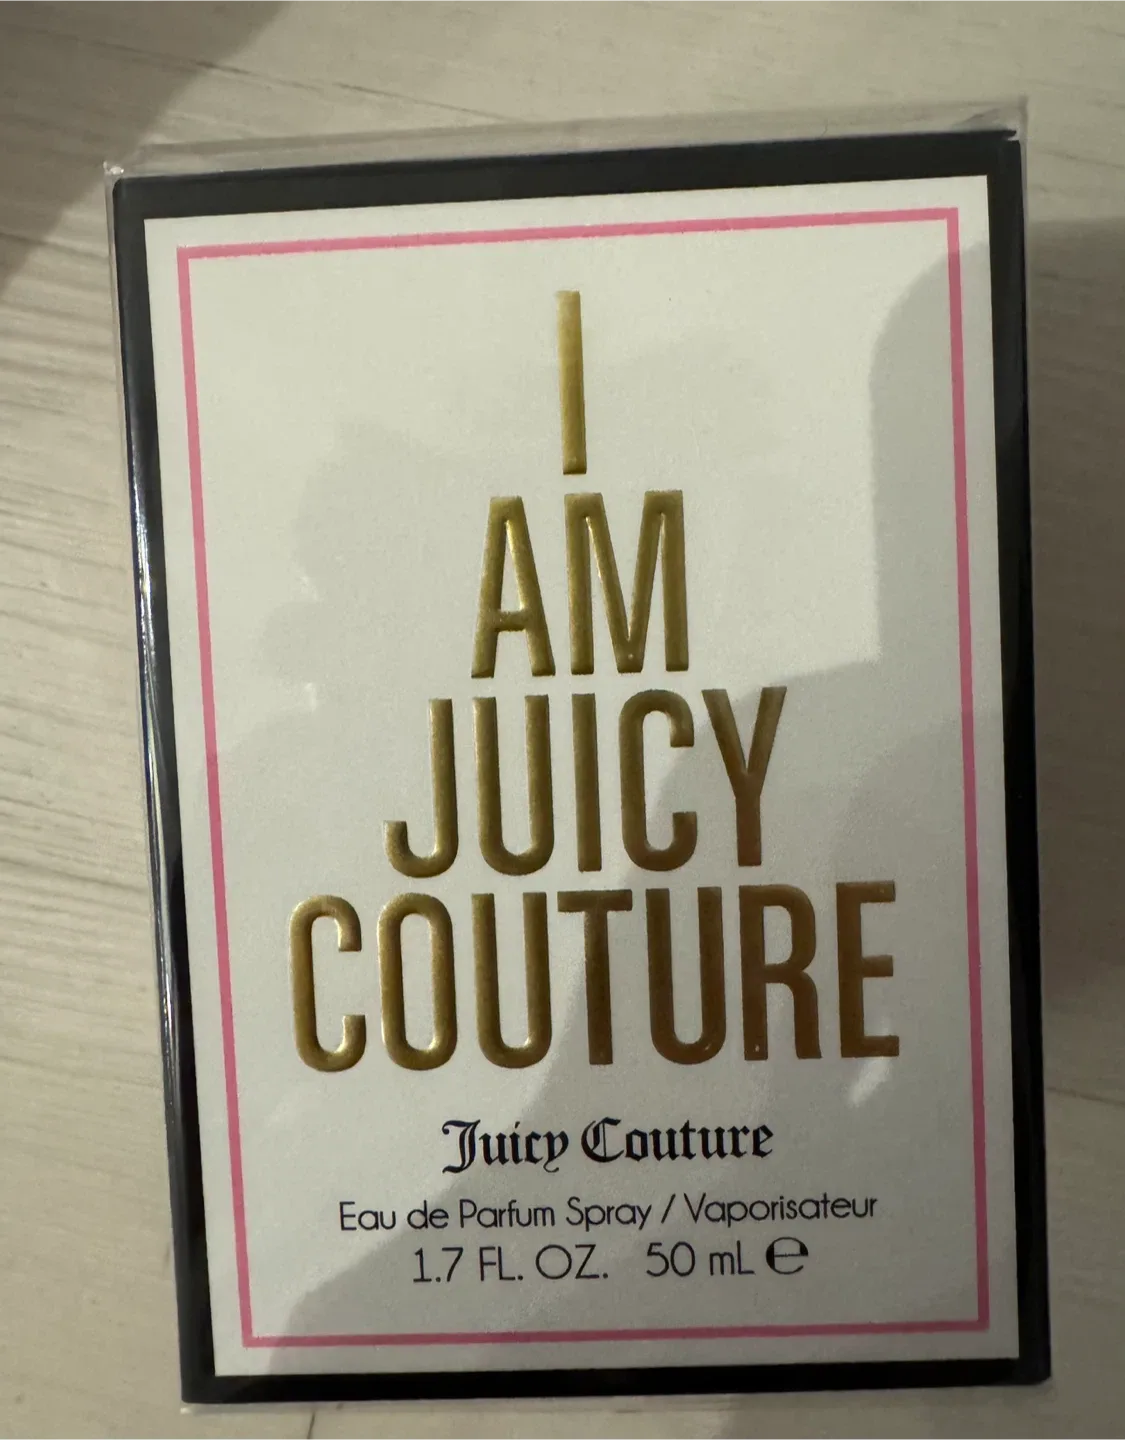 I
AM
JUICY
COUTURE
Juicy Couture
Eau de Parfum Spray / Vaporisateur
1.7 FL. OZ. 50 mL ℮